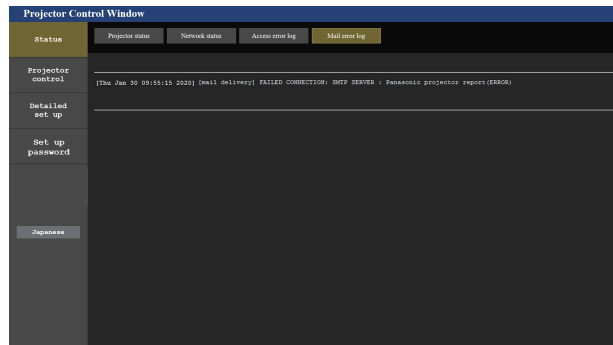 Projector Control Window
Status
Projector status
Network status
Access error log
Mail error log
Projector
control
[Thu Jan 30 09:55:15 2020] [mail delivery] FAILED CONNECTION: SMTP SERVER : Panasonic projector report(ERROR)
Detailed
set up
Set up
password
Japanese